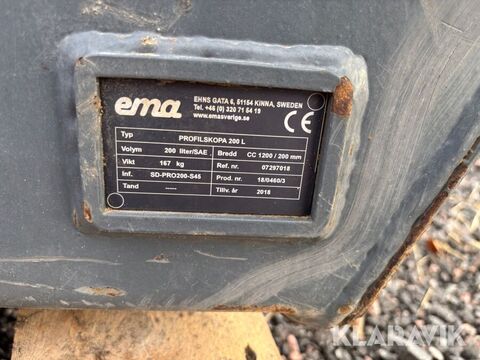 ema
EHNS GATA 6, 51154 KINNA, SWEDEN
Tel. +46 (0) 320 71 54 19
www.emasverige.se
CE
Typ PROFILSKOPA 200 L
Volym 200 liter/SAE Bredd CC 1200 / 200 mm
Vikt 167 kg Ref. nr. 07297018
Inf. SD-PRO200-S45 Prod. nr. 18/0460/3
Tand ----- Tillv. år 2018
KLARAVIK